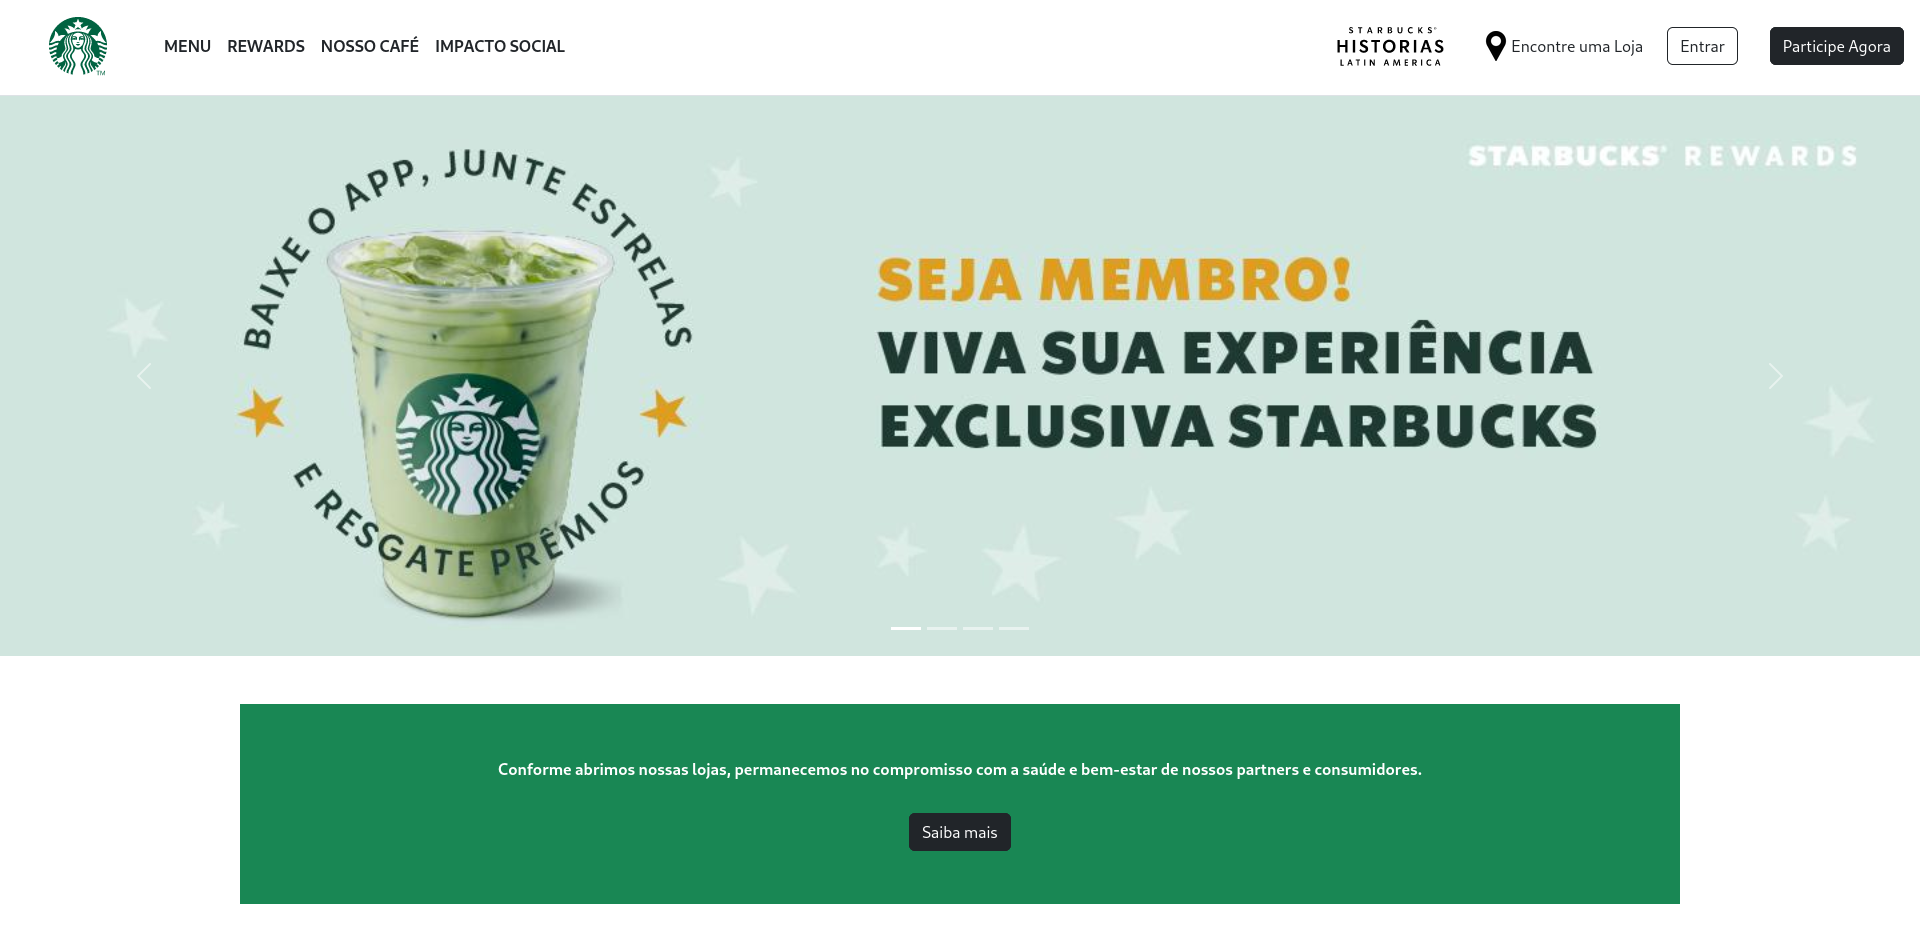 MENU REWARDS NOSSO CAFÉ IMPACTO SOCIAL
STARBUCKS®
HISTORIAS
LATIN AMERICA
Encontre uma Loja
Entrar
Participe Agora
STARBUCKS® REWARDS
BAIXE O APP, JUNTE ESTRELAS
E RESGATE PRÊMIOS
SEJA MEMBRO!
VIVA SUA EXPERIÊNCIA
EXCLUSIVA STARBUCKS
Conforme abrimos nossas lojas, permanecemos no compromisso com a saúde e bem-estar de nossos partners e consumidores.
Saiba mais